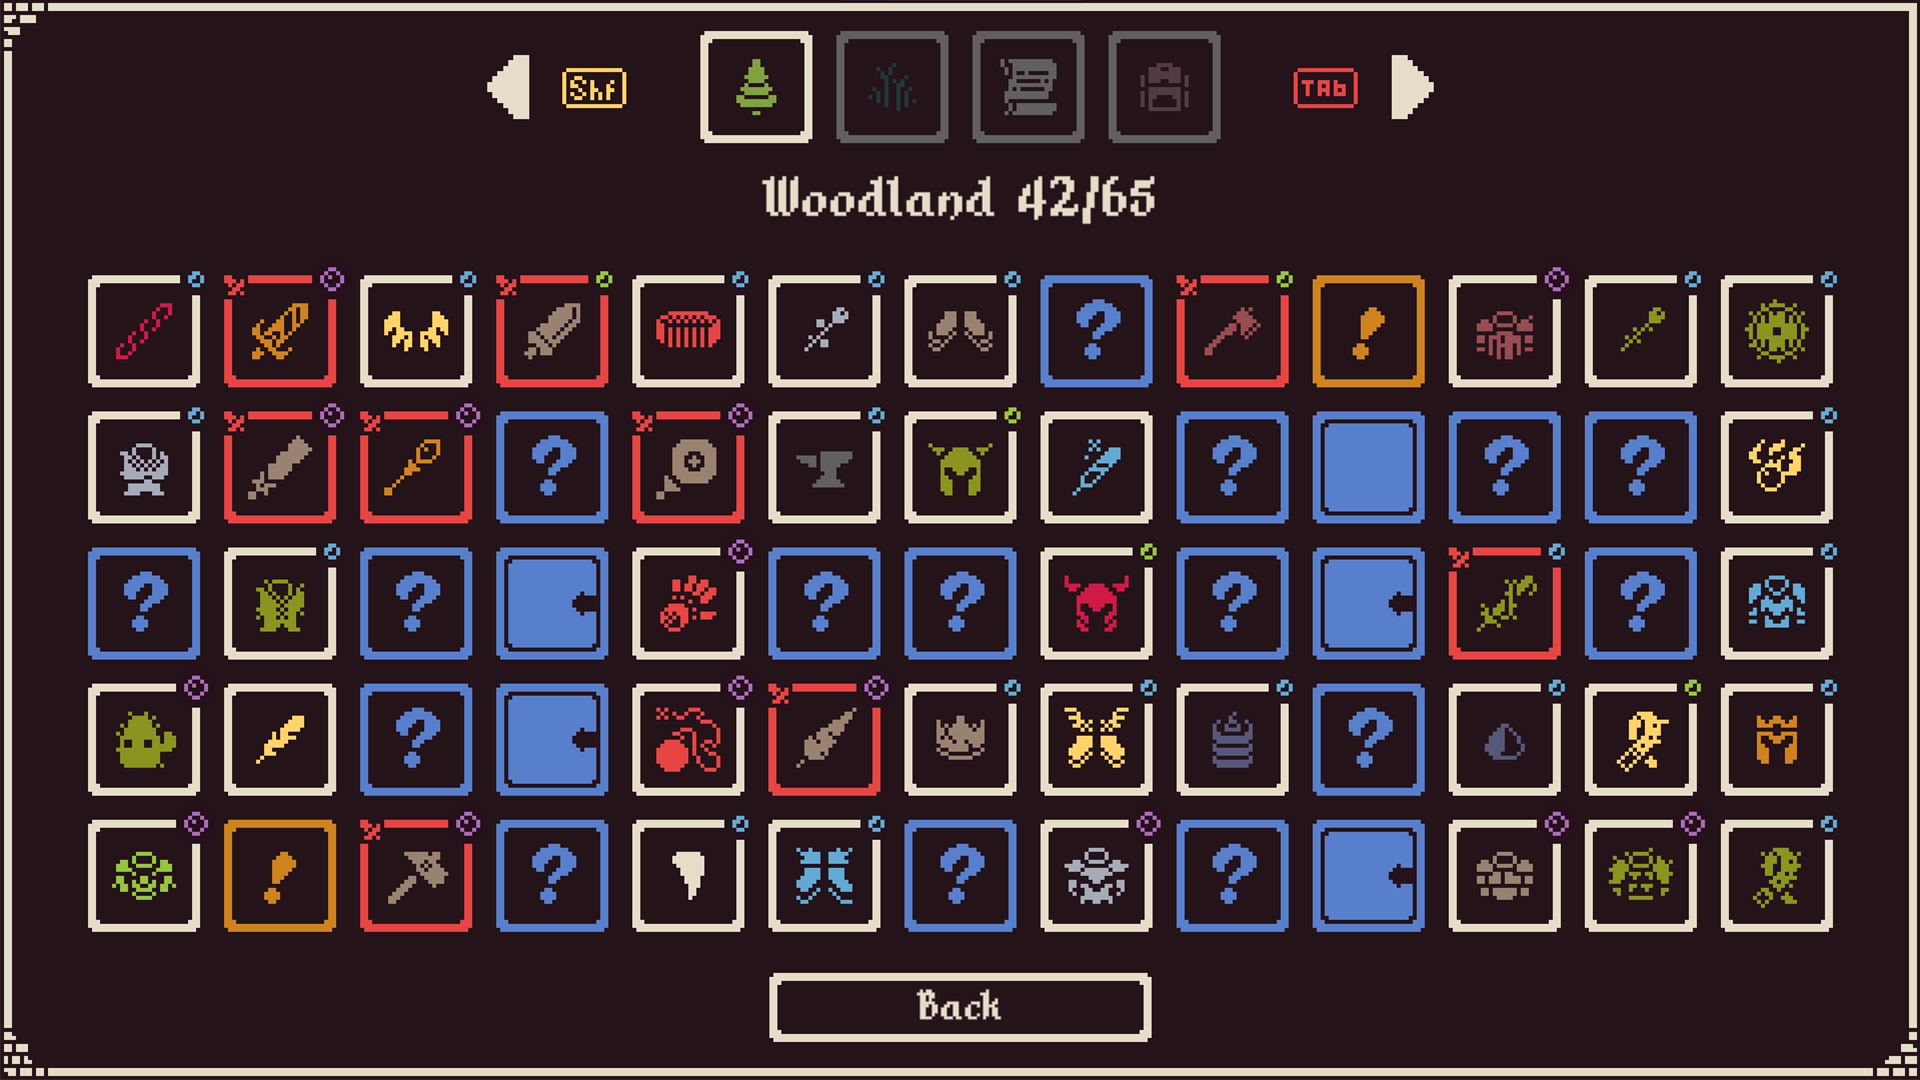 Shf TAb
Woodland 42/65
? !
? ? ? ?
? ? ? ? ? ?
? ?
! ? ? ?
Back